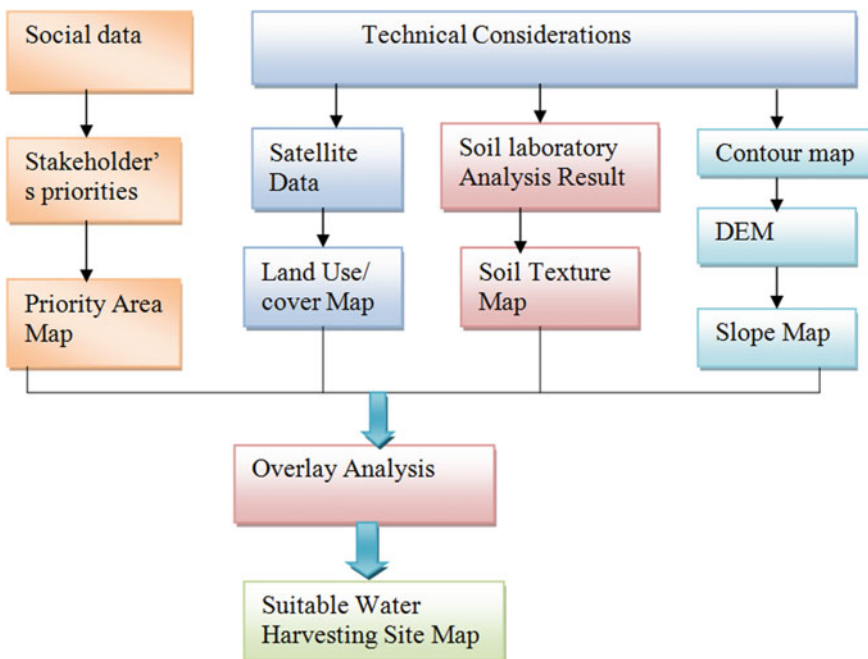 Social data
Technical Considerations
Stakeholder’
s priorities
Satellite
Data
Soil laboratory
Analysis Result
Contour map
DEM
Priority Area
Map
Land Use/
cover Map
Soil Texture
Map
Slope Map
Overlay Analysis
Suitable Water
Harvesting Site Map